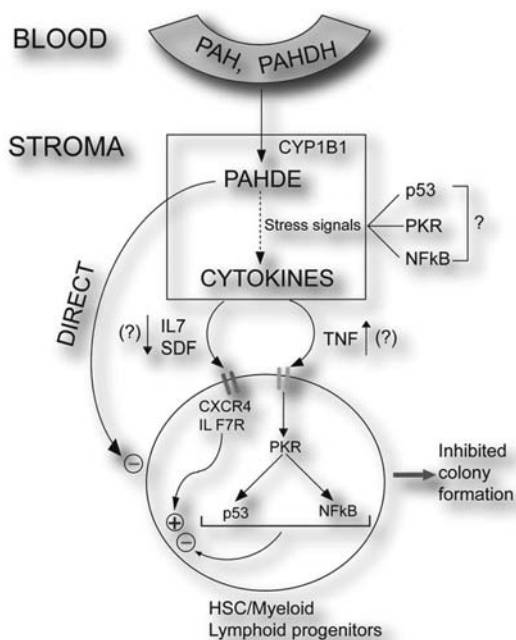 BLOOD
PAH, PAHDH
STROMA
CYP1B1
PAHDE
Stress signals
p53
PKR
NFkB
?
CYTOKINES
DIRECT
(?)
IL7
SDF
TNF
(?)
CXCR4
IL F7R
PKR
p53
NFkB
Inhibited
colony
formation
HSC/Myeloid
Lymphoid progenitors